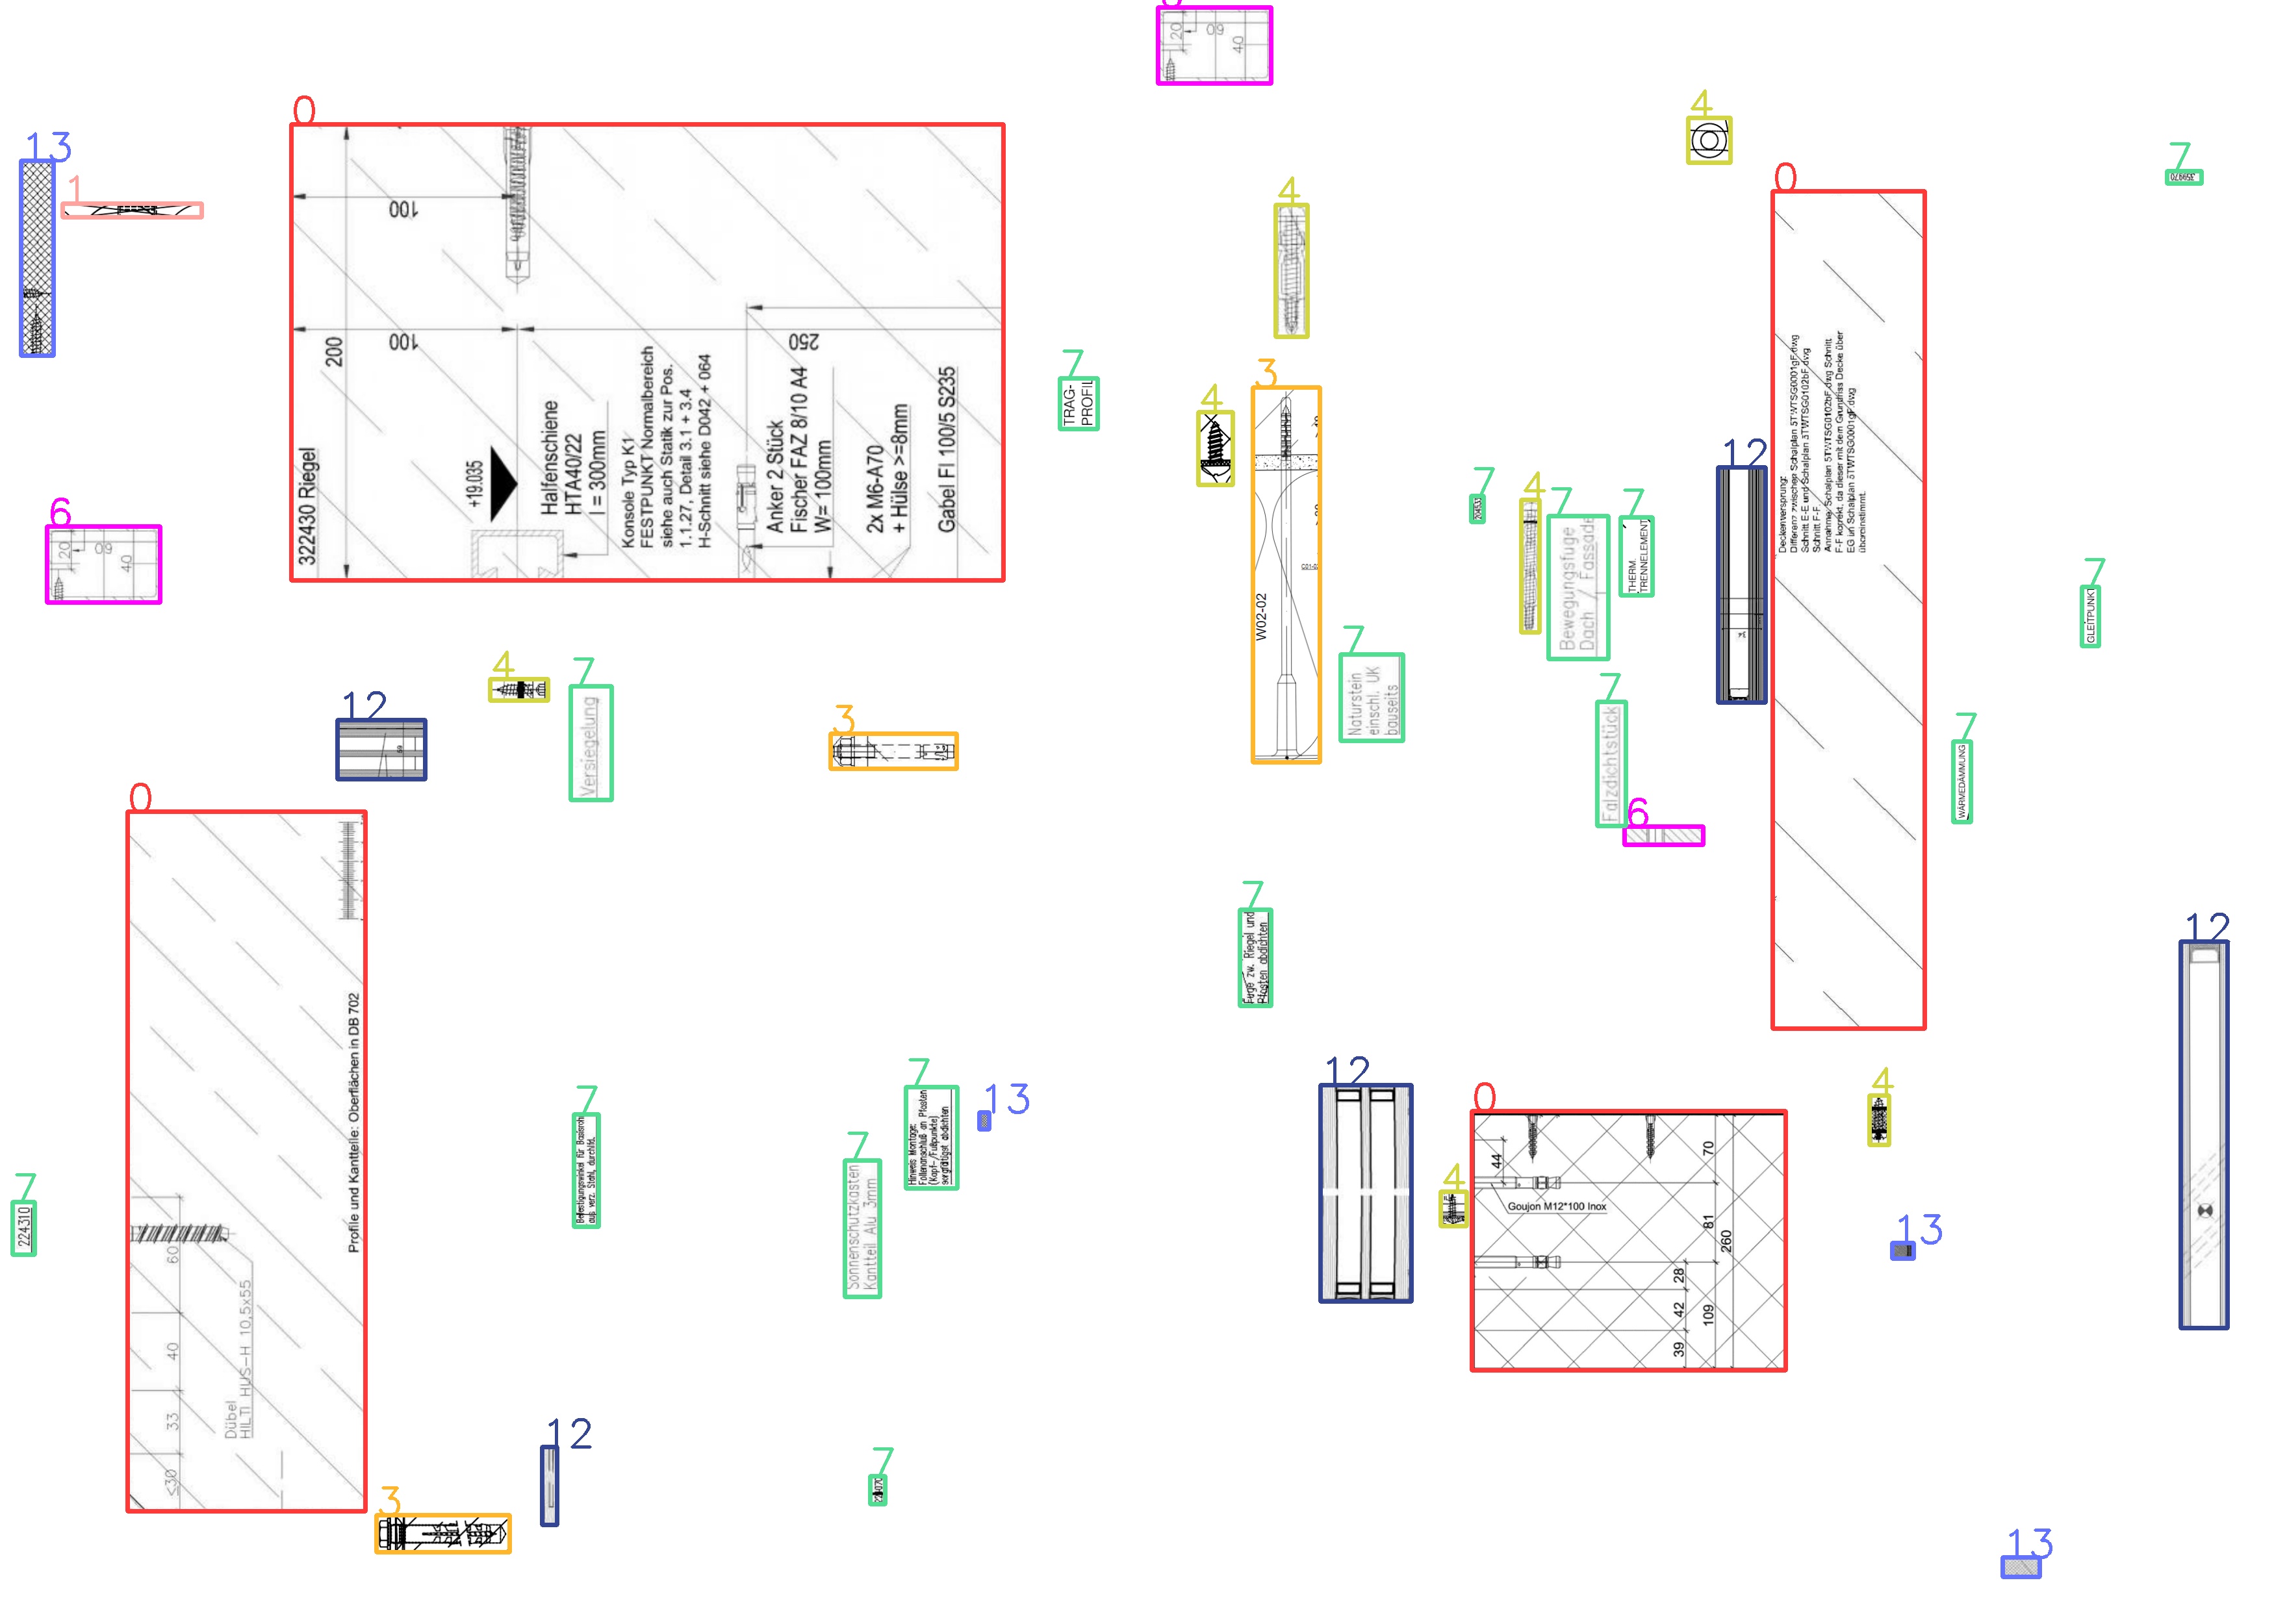 6
20
60
40
0
4
13
1
7
359970
200
100
100
250
322430 Riegel
+19.035
Halfenschiene
HTA40/22
l = 300mm
Konsole Typ K1
FESTPUNKT Normalbereich
siehe auch Statik zur Pos.
1.1.27, Detail 3.1 + 3.4
H-Schnitt siehe D042 + 064
Anker 2 Stück
Fischer FAZ 8/10 A4
W= 100mm
2x M6-A70
+ Hülse >=8mm
Gabel Fl 100/5 S235
4
0
7
TRAG-
PROFIL
4
3
W02-02
7
4
7
Bewegungsfuge
Dach / Fassade
7
THERM.
TRENNELEMENT
12
Deckenversprung:
Differenz zwischen Schalplan 5TWTSG0001gF.dwg
Schnitt E-E und Schalplan 5TWTSG0102bF.dwg
Schnitt F-F.
Annahme: Schalplan 5TWTSG0102bF.dwg Schnitt
F-F korrekt, da dieser mit dem Grundriss Decke über
EG in Schalplan 5TWTSG0001gF.dwg
übereinstimmt.
7
GLEITPUNKT
6
20
60
40
4
7
Versiegelung
12
3
7
Naturstein
einschl. UK
bauseits
7
Falzdichtstück
6
7
WÄRMEDÄMMUNG
0
Profile und Kantteile: Oberflächen in DB 702
60
40
33
<30
Dübel
HILTI HUS-H 10,5x55
7
Fuge zw. Riegel und
Pfosten abdichten
12
7
224310
7
Befestigungswinkel für Basisrohr
aus verz. Stahl, durchlfd.
7
Sonnenschutzkasten
Kantteil Alu 3mm
7
Hinweis Montage:
Folienanschluß an Pfosten
(Kopf-/Fußpunkte)
sorgfältigst abdichten
13
12
4
0
44
70
Goujon M12*100 Inox
81
260
28
42
109
39
4
13
3
12
7
13